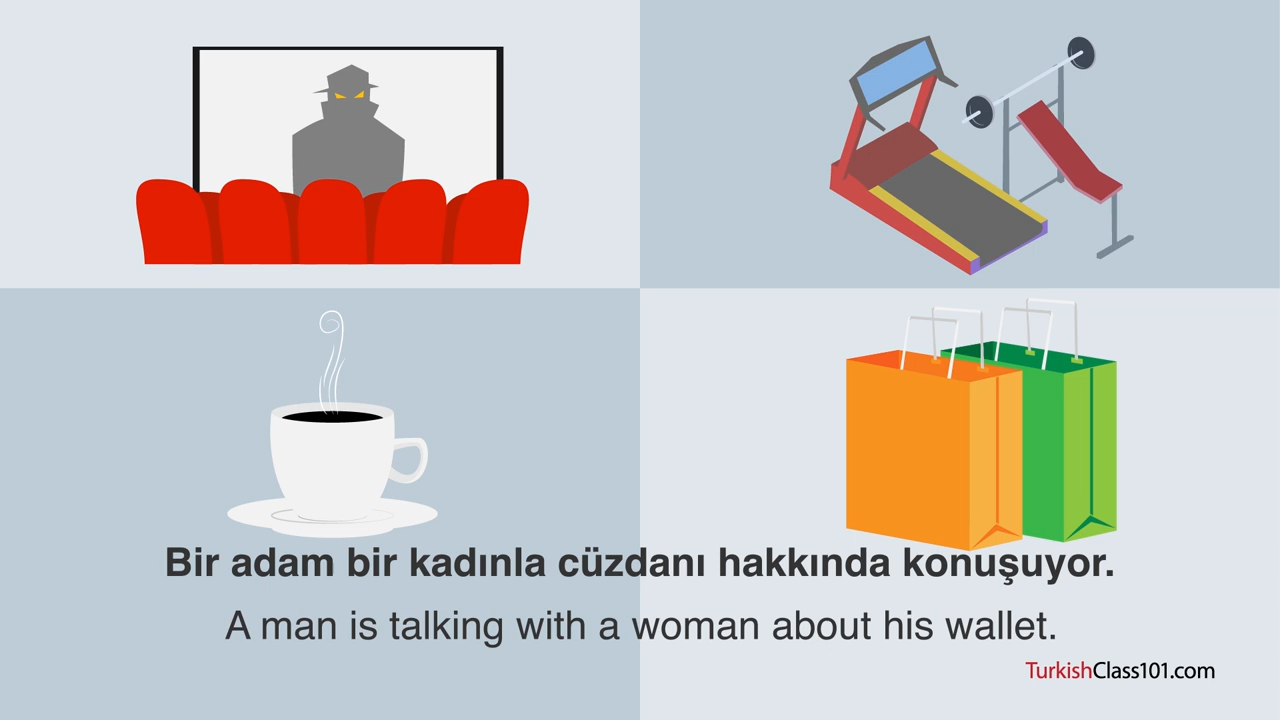 Bir adam bir kadınla cüzdanı hakkında konuşuyor.
A man is talking with a woman about his wallet.
TurkishClass101.com